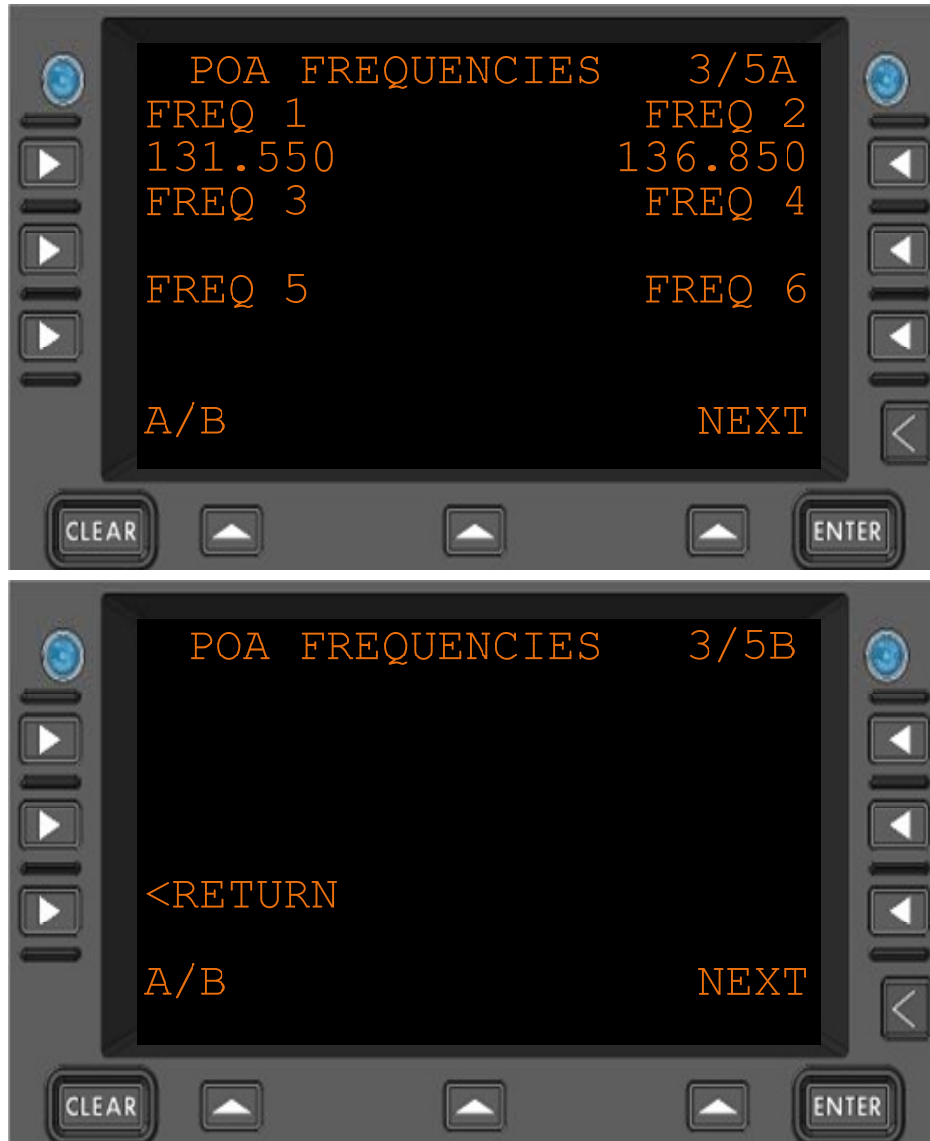 POA FREQUENCIES 3/5A
FREQ 1 FREQ 2
131.550 136.850
FREQ 3 FREQ 4
FREQ 5 FREQ 6
A/B NEXT
CLEAR ENTER
POA FREQUENCIES 3/5B
<RETURN
A/B NEXT
CLEAR ENTER